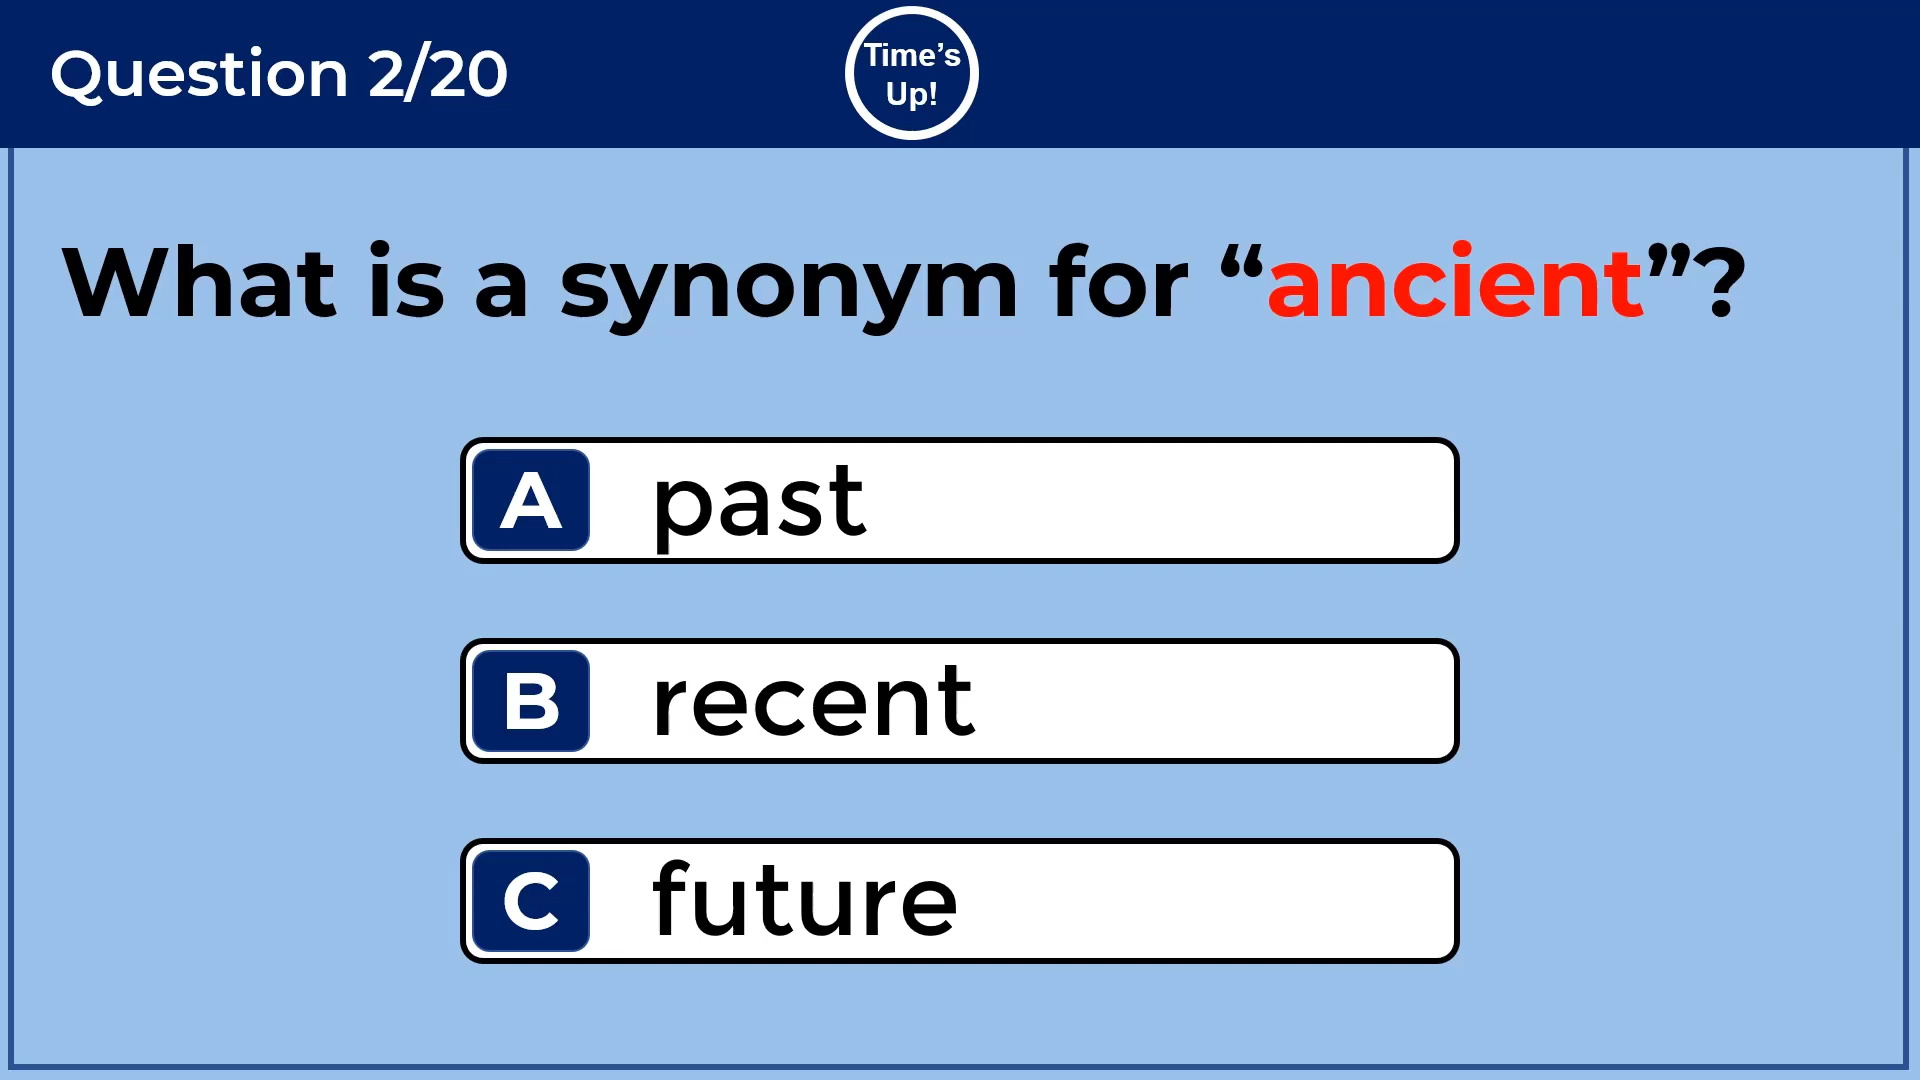 Question 2/20
Time’s
Up!
What is a synonym for “ancient”?
A past
B recent
C future